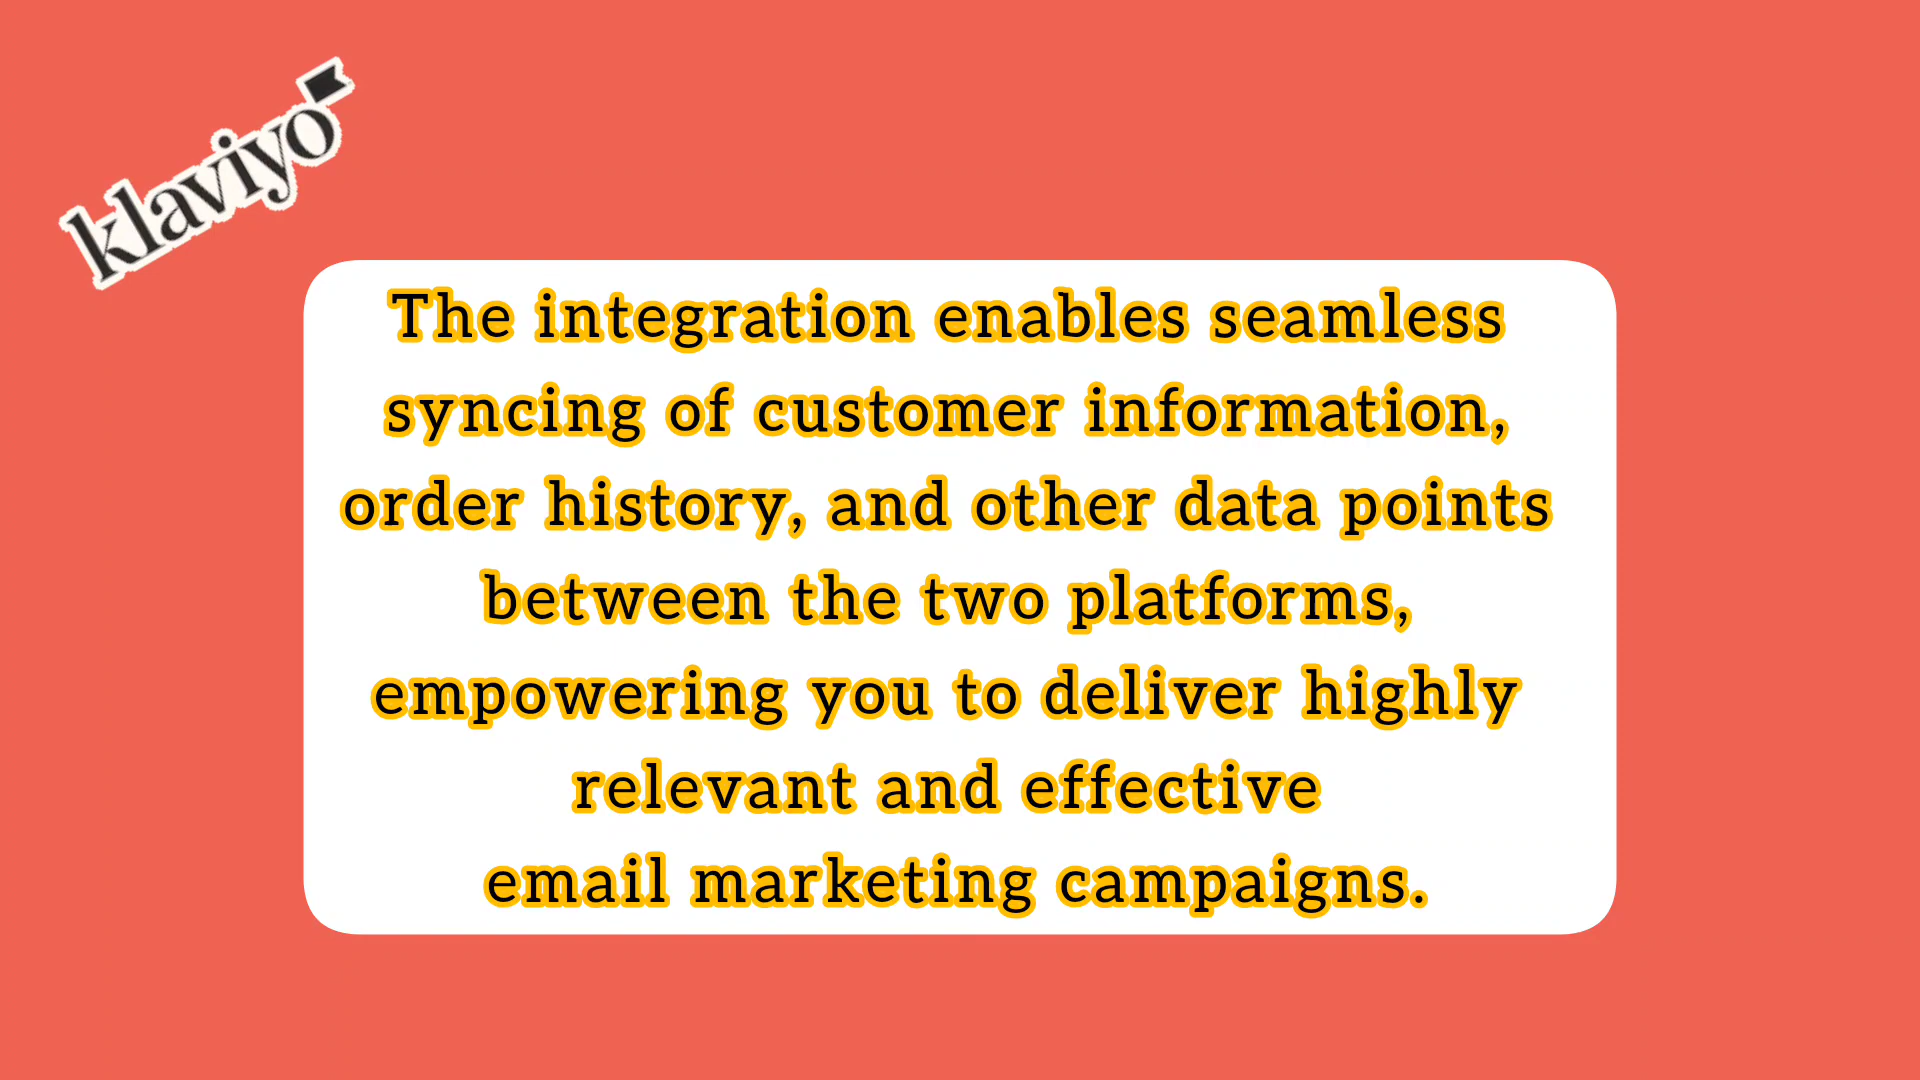 klaviyo
The integration enables seamless
syncing of customer information,
order history, and other data points
between the two platforms,
empowering you to deliver highly
relevant and effective
email marketing campaigns.